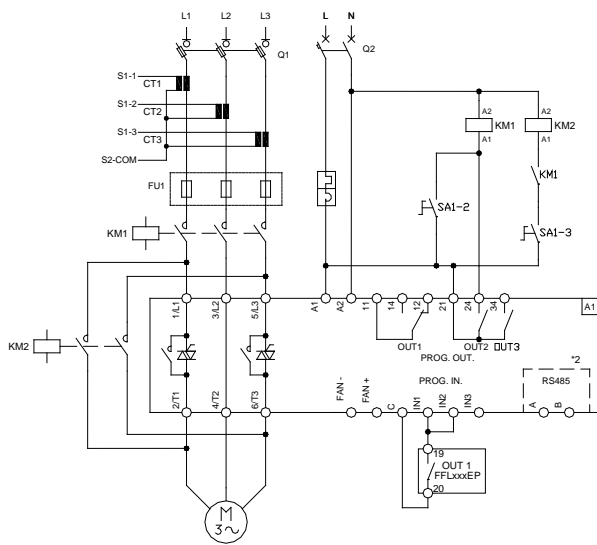 L1 L2 L3 L N
Q1 Q2
S1-1
CT1
S1-2
CT2
S1-3
CT3
S2-COM
A2 KM1 A1
A2 KM2 A1
FU1
KM1
SA1-2
SA1-3
KM1
1/L1 3/L2 5/L3 A1 A2 11 14 12 21 24 34 A1
KM2
OUT1 OUT2 OUT3
PROG. OUT.
2/T1 4/T2 6/T3 FAN - FAN + C IN1 IN2 IN3
PROG. IN.
*2
RS485
A B
19
OUT 1
FFLxxxEP
20
M
3~